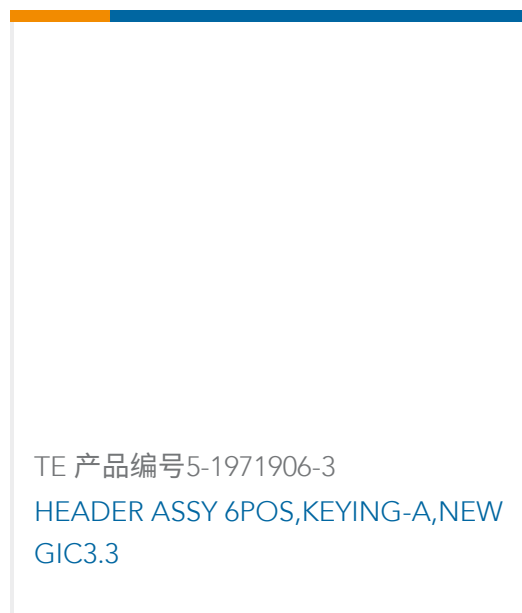 TE 产品编号5-1971906-3
HEADER ASSY 6POS,KEYING-A,NEW
GIC3.3